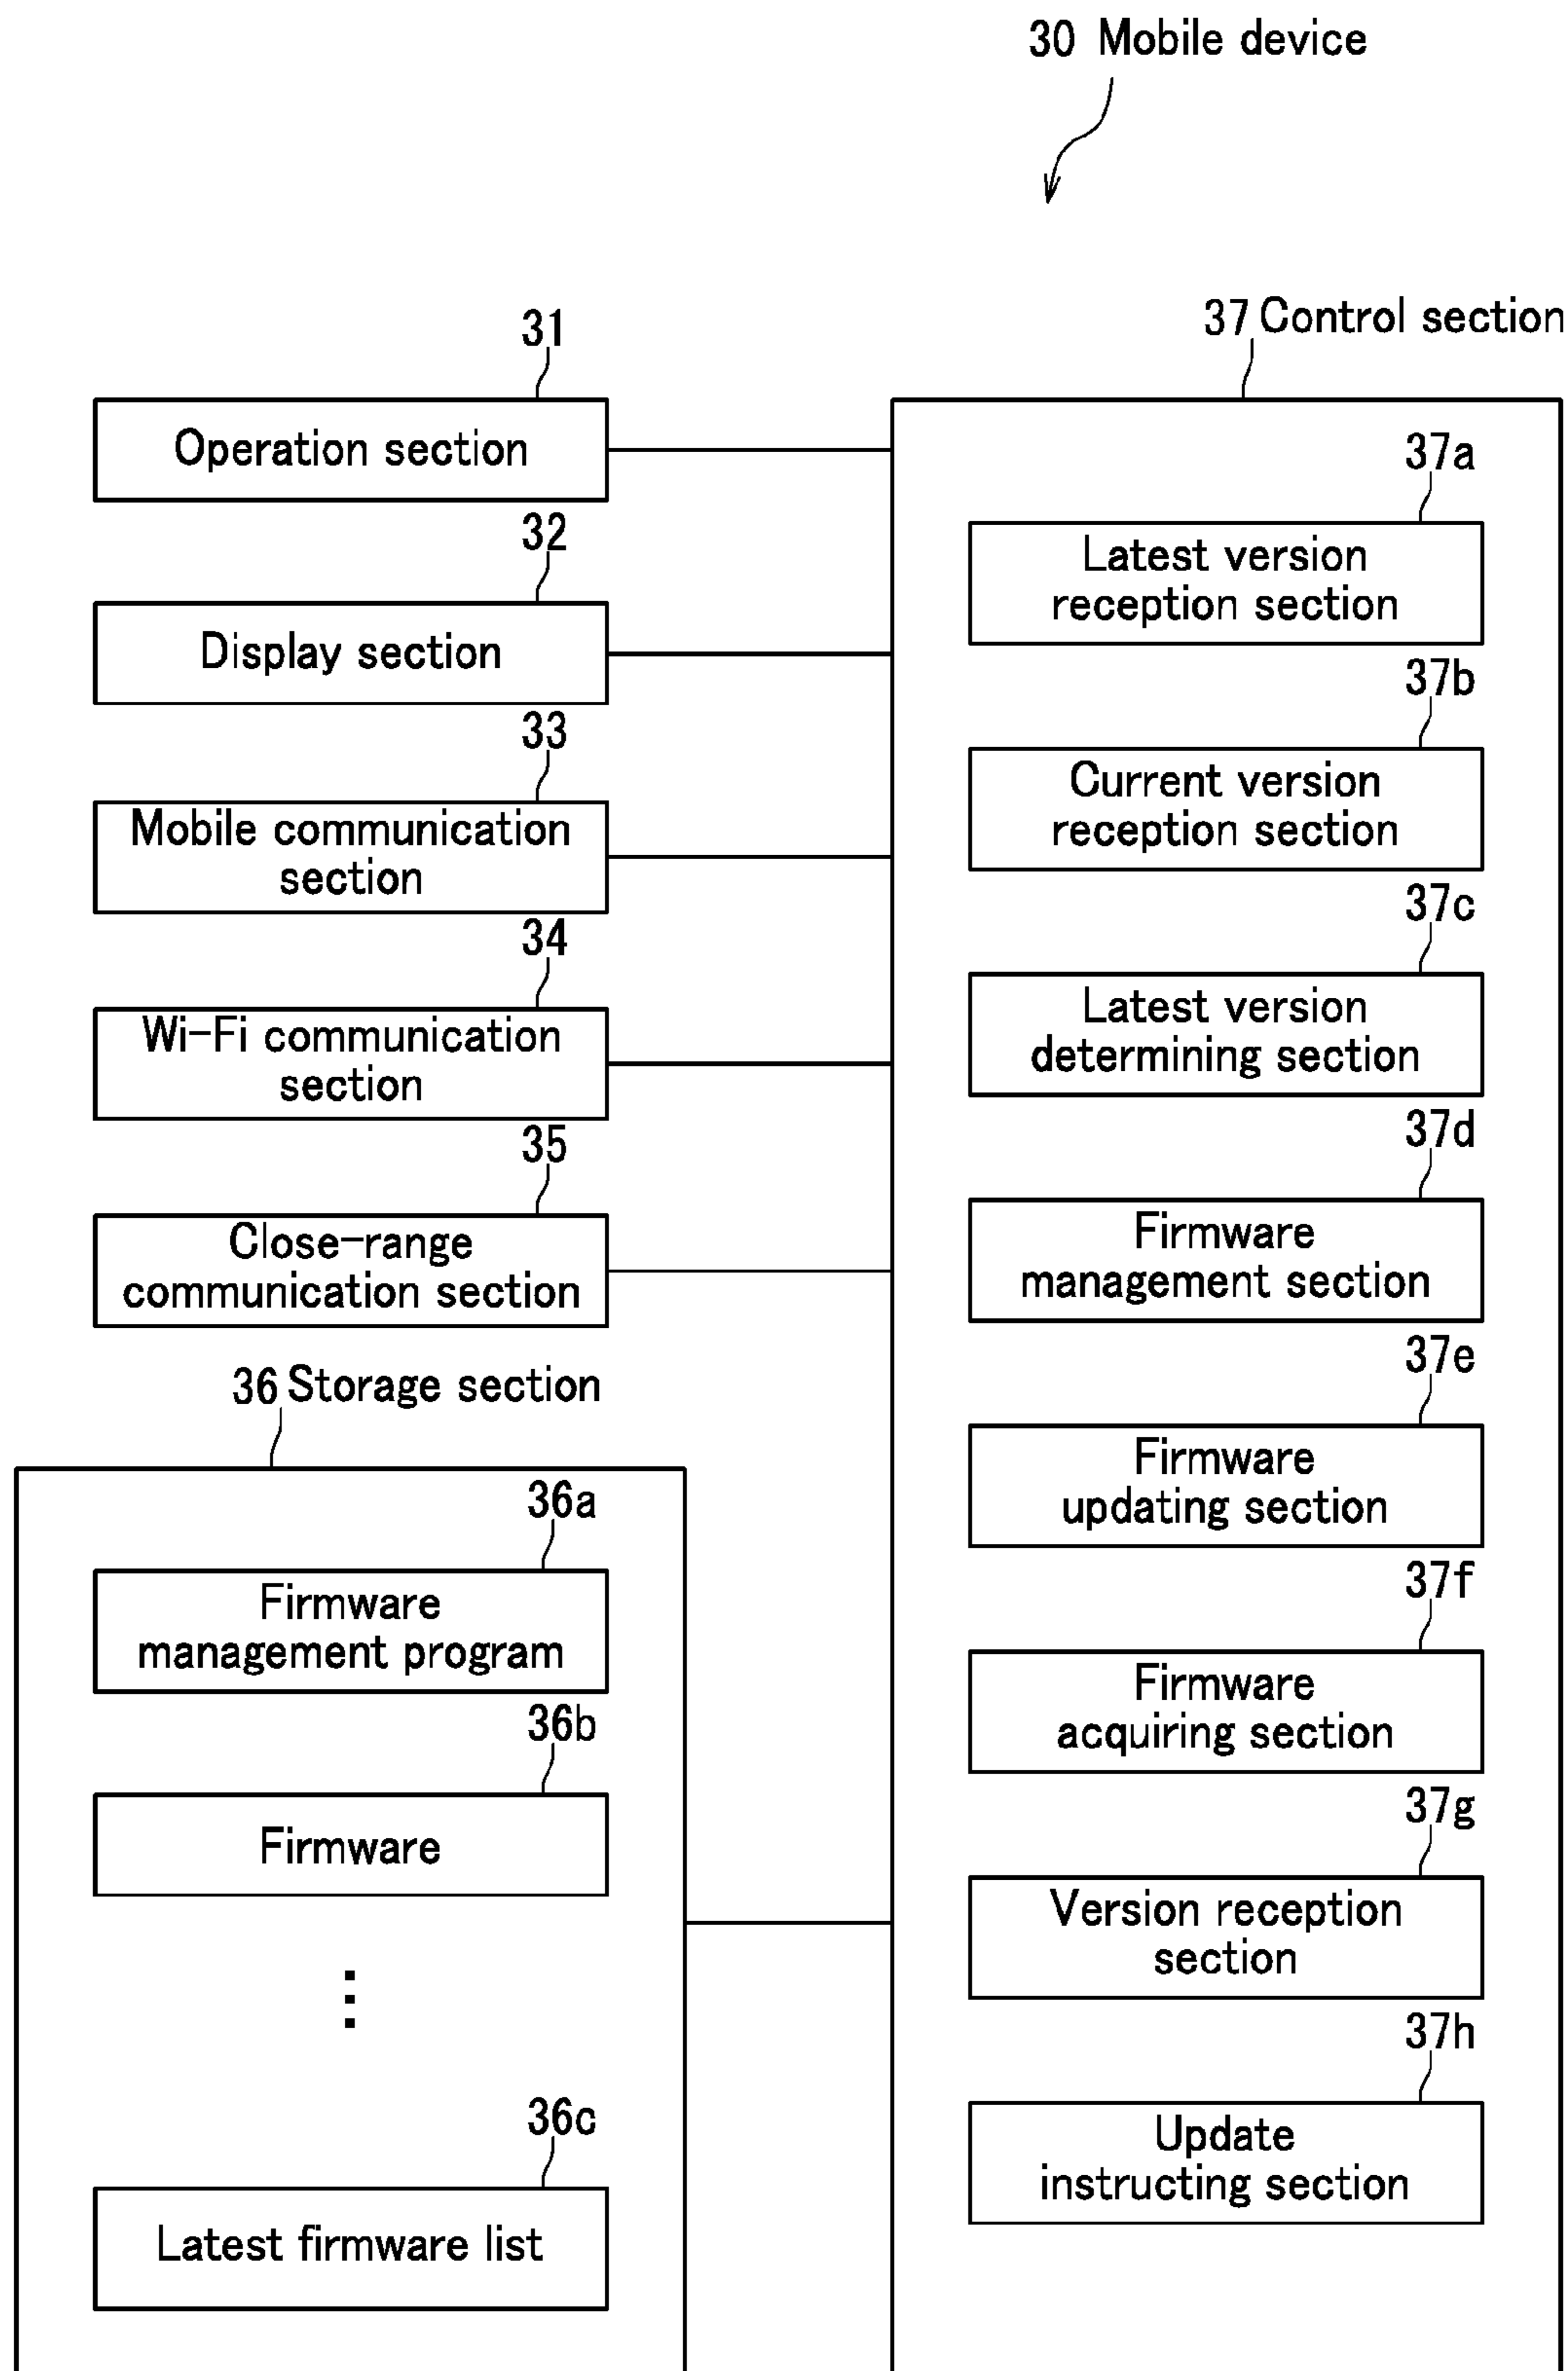 30 Mobile device
31
Operation section
32
Display section
33
Mobile communication
section
34
Wi-Fi communication
section
35
Close-range
communication section
36 Storage section
36a
Firmware
management program
36b
Firmware
36c
Latest firmware list
37 Control section
37a
Latest version
reception section
37b
Current version
reception section
37c
Latest version
determining section
37d
Firmware
management section
37e
Firmware
updating section
37f
Firmware
acquiring section
37g
Version reception
section
37h
Update
instructing section